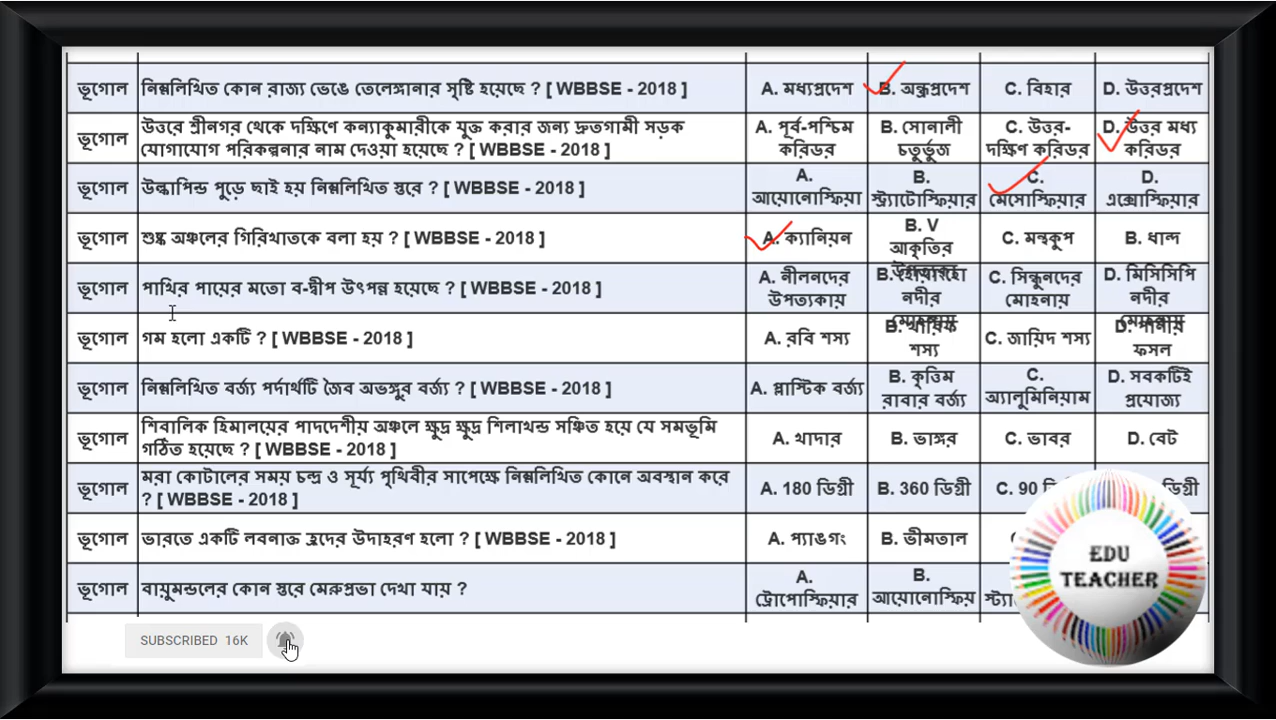 ভূগোল নিম্নলিখিত কোন রাজ্য ভেঙে তেলেঙ্গানার সৃষ্টি হয়েছে ? [ WBBSE - 2018 ] A. মধ্যপ্রদেশ B. অন্ধ্রপ্রদেশ C. বিহার D. উত্তরপ্রদেশ
ভূগোল
উত্তরে শ্রীনগর থেকে দক্ষিণে কন্যাকুমারীকে যুক্ত করার জন্য দ্রুতগামী সড়ক
যোগাযোগ পরিকল্পনার নাম দেওয়া হয়েছে ? [ WBBSE - 2018 ]
A. পূর্ব-পশ্চিম
করিডর
B. সোনালী
চতুর্ভুজ
C. উত্তর-
দক্ষিণ করিডর
D. উত্তর মধ্য
করিডর
ভূগোল উল্কাপিন্ড পুড়ে ছাই হয় নিম্নলিখিত স্তরে ? [ WBBSE - 2018 ]
A.
আয়োনোস্ফিয়া
B.
স্ট্র্যাটোস্ফিয়ার
C.
মেসোস্ফিয়ার
D.
এক্সোস্ফিয়ার
ভূগোল শুষ্ক অঞ্চলের গিরিখাতকে বলা হয় ? [ WBBSE - 2018 ] A. ক্যানিয়ন
B. V
আকৃতির
C. মন্থকুপ B. ধান্দ
ভূগোল পাখির পায়ের মতো ব-দ্বীপ উৎপন্ন হয়েছে ? [ WBBSE - 2018 ]
A. নীলনদের
উপত্যকায়
B.
নদীর
C. সিন্ধুনদের
মোহনায়
D. মিসিসিপি
নদীর
ভূগোল গম হলো একটি ? [ WBBSE - 2018 ] A. রবি শস্য
B.
শস্য
C. জায়িদ শস্য
D.
ফসল
ভূগোল নিম্নলিখিত বর্জ্য পর্দার্থটি জৈব অভঙ্গুর বর্জ্য ? [ WBBSE - 2018 ] A. প্লাস্টিক বর্জ্য
B. কৃত্তিম
রাবার বর্জ্য
C.
অ্যালুমিনিয়াম
D. সবকটিই
প্রযোজ্য
ভূগোল
শিবালিক হিমালয়ের পাদদেশীয় অঞ্চলে ক্ষুদ্র ক্ষুদ্র শিলাখন্ড সঞ্চিত হয়ে যে সমভূমি
গঠিত হয়েছে ? [ WBBSE - 2018 ]
A. খাদার B. ভাঙ্গর C. ভাবর D. বেট
ভূগোল
মরা কোটালের সময় চন্দ্র ও সূর্য্য পৃথিবীর সাপেক্ষে নিম্নলিখিত কোনে অবস্থান করে
? [ WBBSE - 2018 ]
A. 180 ডিগ্রী B. 360 ডিগ্রী C. 90 ডিগ্রী
ভূগোল ভারতে একটি লবনাক্ত হ্রদের উদাহরণ হলো ? [ WBBSE - 2018 ] A. প্যাঙগং B. ভীমতাল
ভূগোল বায়ুমন্ডলের কোন স্তরে মেরুপ্রভা দেখা যায় ?
A.
ট্রোপোস্ফিয়ার
B.
আয়োনোস্ফিয়
EDU
TEACHER
SUBSCRIBED 16K